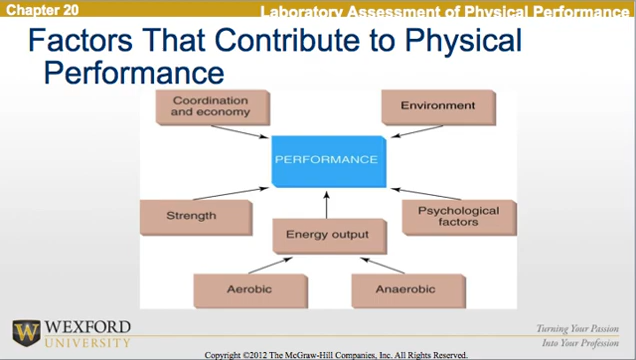 Chapter 20
Laboratory Assessment of Physical Performance
Factors That Contribute to Physical
Performance
Coordination
and economy
Environment
PERFORMANCE
Strength
Psychological
factors
Energy output
Aerobic
Anaerobic
W WEXFORD
UNIVERSITY
Turning Your Passion
Into Your Profession
Copyright ©2012 The McGraw-Hill Companies, Inc. All Rights Reserved.